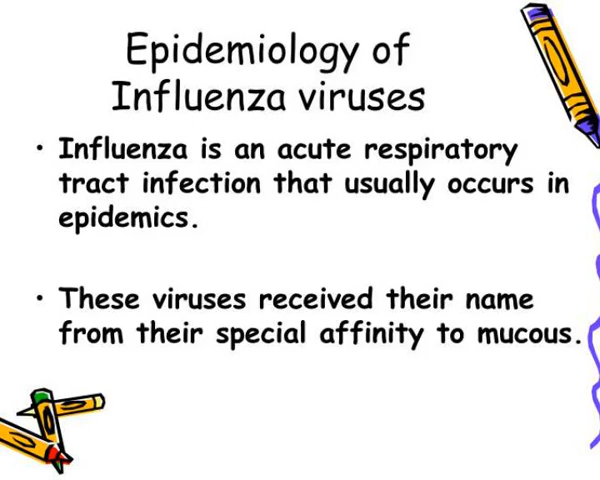 Epidemiology of
Influenza viruses
• Influenza is an acute respiratory
tract infection that usually occurs in
epidemics.
• These viruses received their name
from their special affinity to mucous.